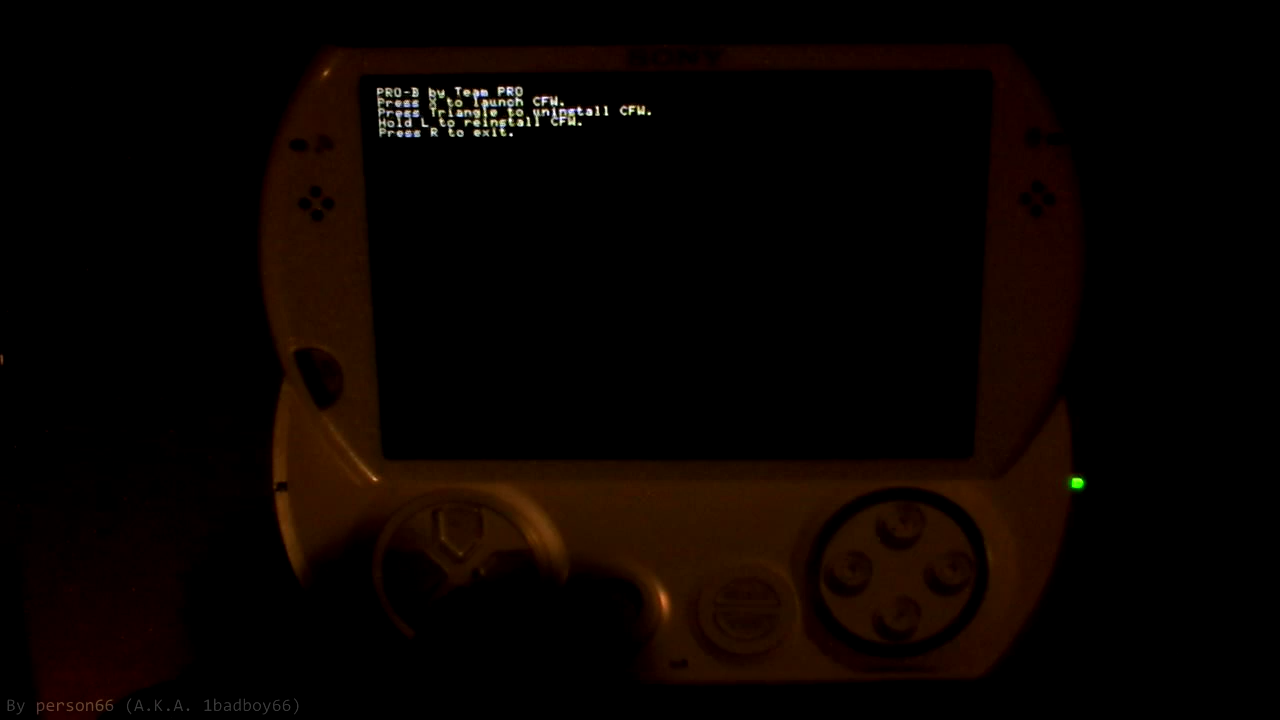 SONY
PRO-B by Team PRO
Press X to launch CFW.
Press Triangle to uninstall CFW.
Hold L to reinstall CFW.
Press R to exit.
By person66 (A.K.A. 1badboy66)